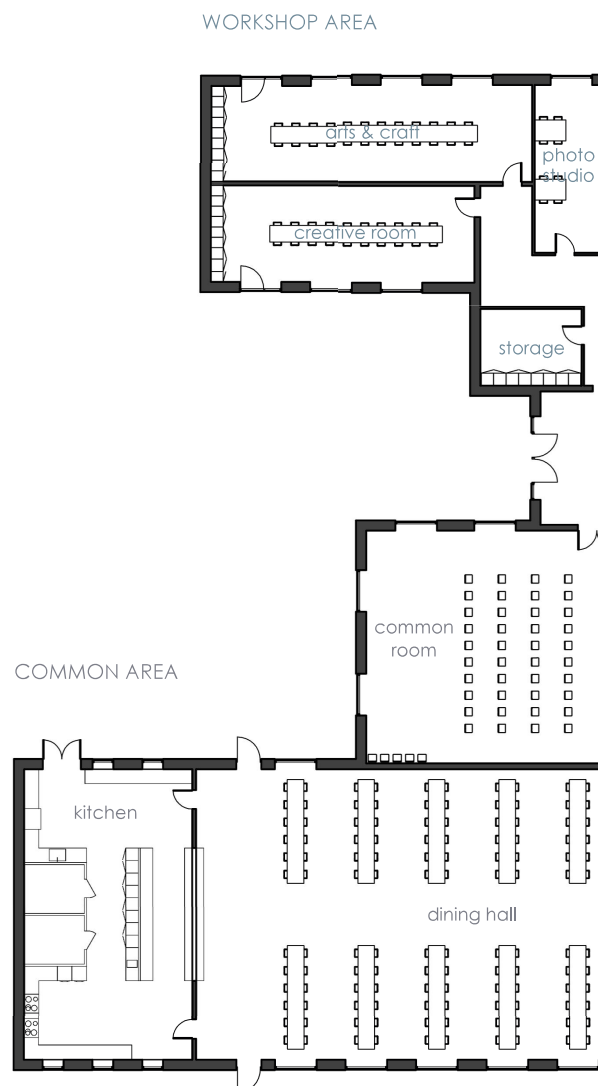 WORKSHOP AREA
arts & craft
photo
studio
creative room
storage
common
room
COMMON AREA
kitchen
dining hall